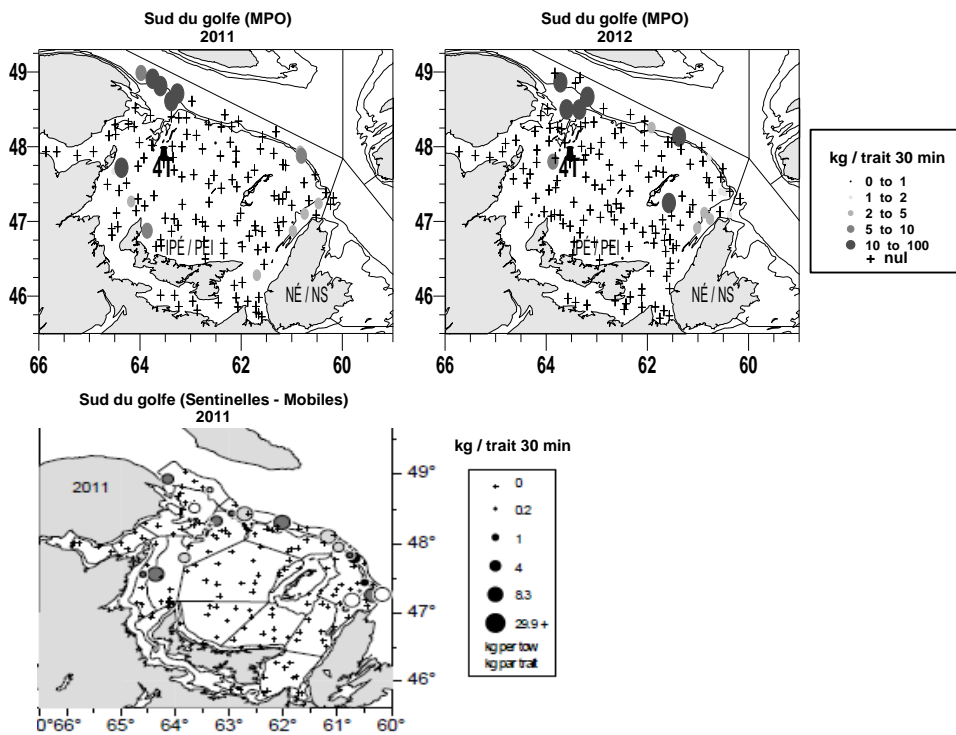 Sud du golfe (MPO)
2011
49
48
47
46
4T
IPÉ / PEI
NÉ / NS
66
64
62
60
Sud du golfe (MPO)
2012
49
48
47
46
4T
IPÉ / PEI
NÉ / NS
66
64
62
60
kg / trait 30 min
0 to 1
1 to 2
2 to 5
5 to 10
10 to 100
+ nul
Sud du golfe (Sentinelles - Mobiles)
2011
2011
49°
48°
47°
46°
0°66° 65° 64° 63° 62° 61° 60°
kg / trait 30 min
0
0.2
1
4
8.3
29.9 +
kg per tow
kg par trait